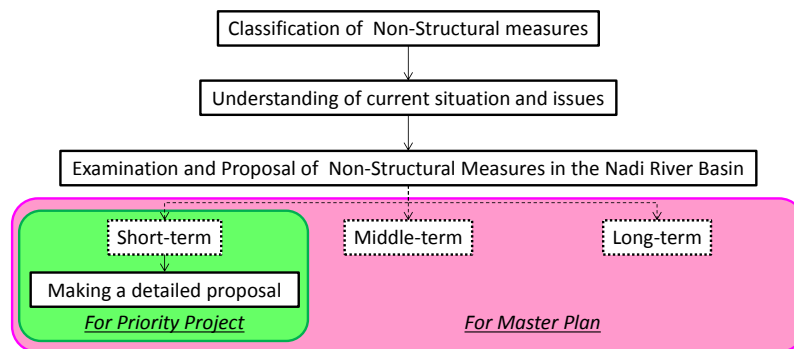 Classification of Non-Structural measures
Understanding of current situation and issues
Examination and Proposal of Non-Structural Measures in the Nadi River Basin
Short-term
Middle-term
Long-term
Making a detailed proposal
For Priority Project
For Master Plan